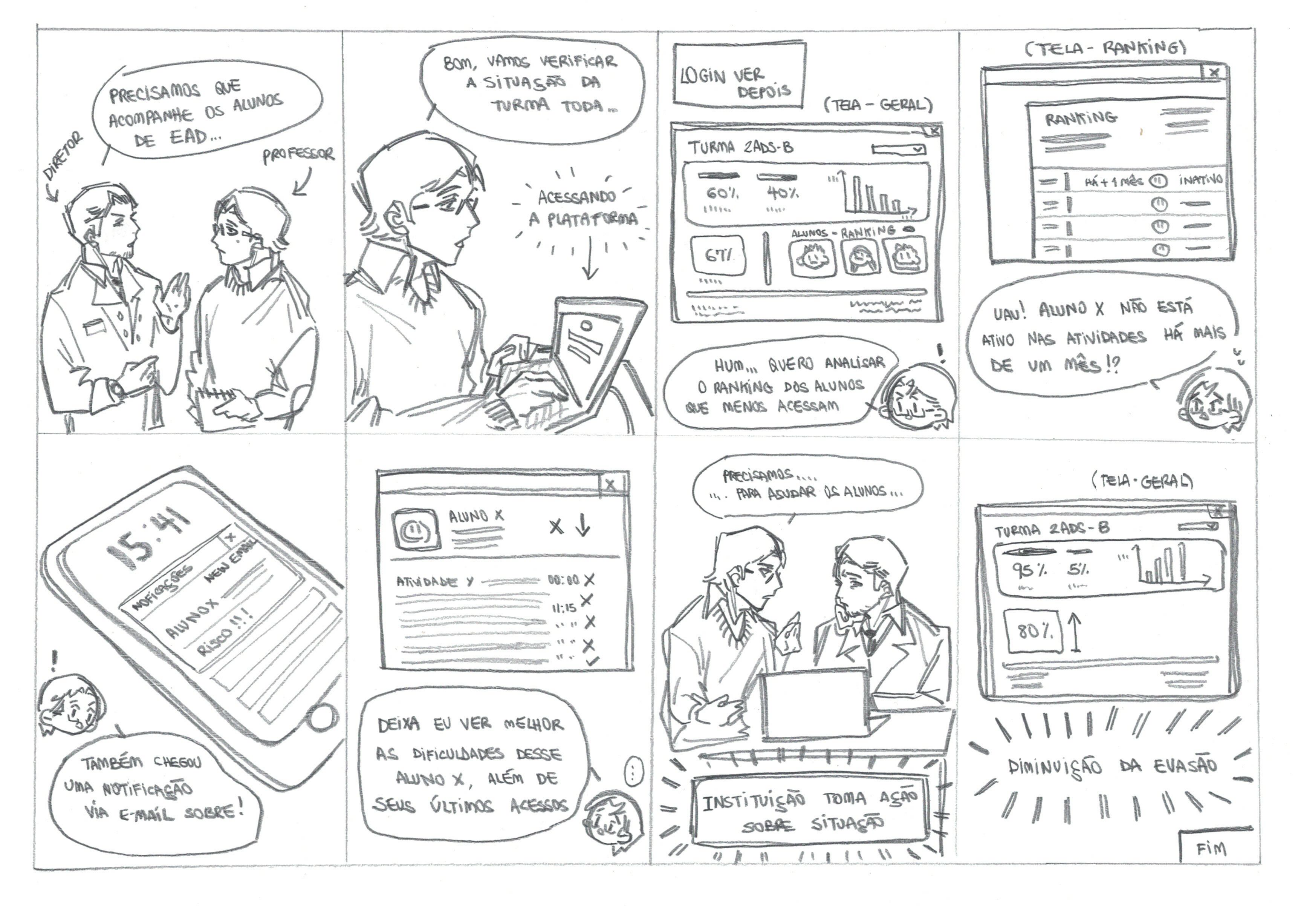 PRECISAMOS QUE
ACOMPANHE OS ALUNOS
DE EAD...
DIRETOR
PROFESSOR
BOM, VAMOS VERIFICAR
A SITUAÇÃO DA
TURMA TODA...
ACESSANDO
A PLATAFORMA
LOGIN VER
DEPOIS
(TELA - GERAL)
TURMA 2ADS-B
60%
40%
ALUNOS - RANKING
67%
HUM... QUERO ANALISAR
O RANKING DOS ALUNOS
QUE MENOS ACESSAM
!
(TELA - RANKING)
X
RANKING
HÁ + 1 MÊS
INATIVO
UAU! ALUNO X NÃO ESTÁ
ATIVO NAS ATIVIDADES HÁ MAIS
DE UM MÊS!?
15:41
NOFICAÇÕES
X
NEW EMAIL
ALUNO X
RISCO!!!
!
TAMBÉM CHEGOU
UMA NOTIFICAÇÃO
VIA E-MAIL SOBRE!
X
ALUNO X
X ↓
ATIVIDADE Y
00:00 X
X
11:15
X
X
DEIXA EU VER MELHOR
AS DIFICULDADES DESSE
ALUNO X, ALÉM DE
SEUS ÚLTIMOS ACESSOS
...
PRECISAMOS....
... PARA AJUDAR OS ALUNOS...
INSTITUIÇÃO TOMA AÇÃO
SOBRE SITUAÇÃO
(TELA - GERAL)
X
TURMA 2ADS-B
95%
5%
80%
DIMINUIÇÃO DA EVASÃO
FIM